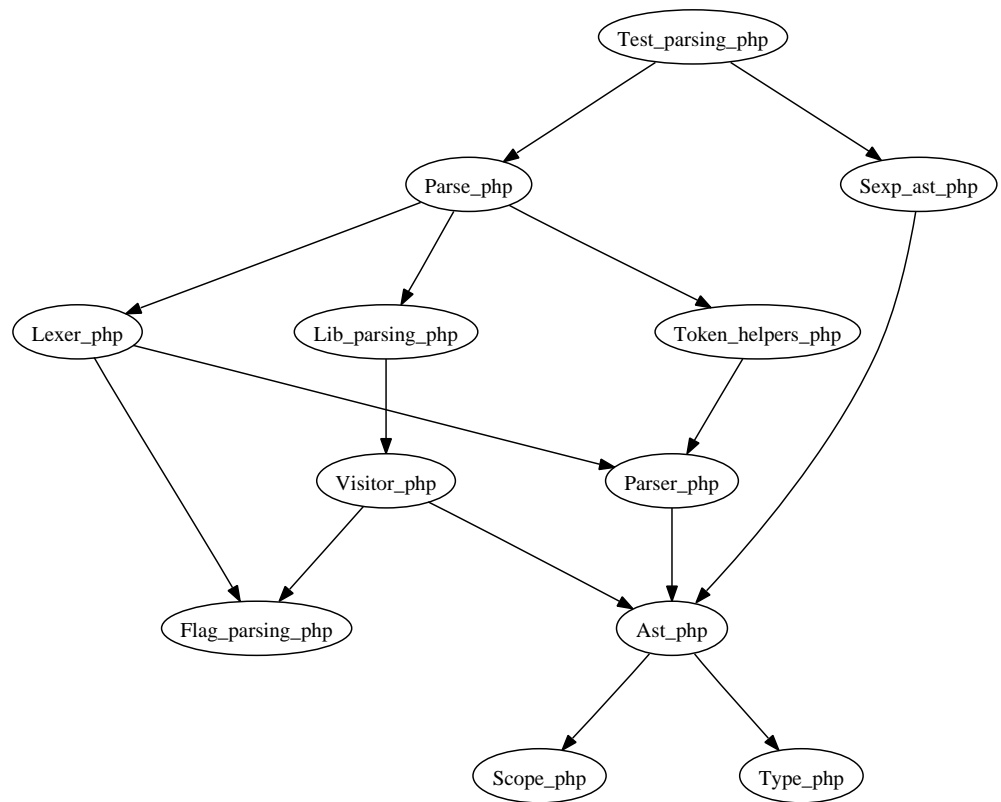 Test_parsing_php
Parse_php
Sexp_ast_php
Lexer_php
Lib_parsing_php
Token_helpers_php
Visitor_php
Parser_php
Flag_parsing_php
Ast_php
Scope_php
Type_php